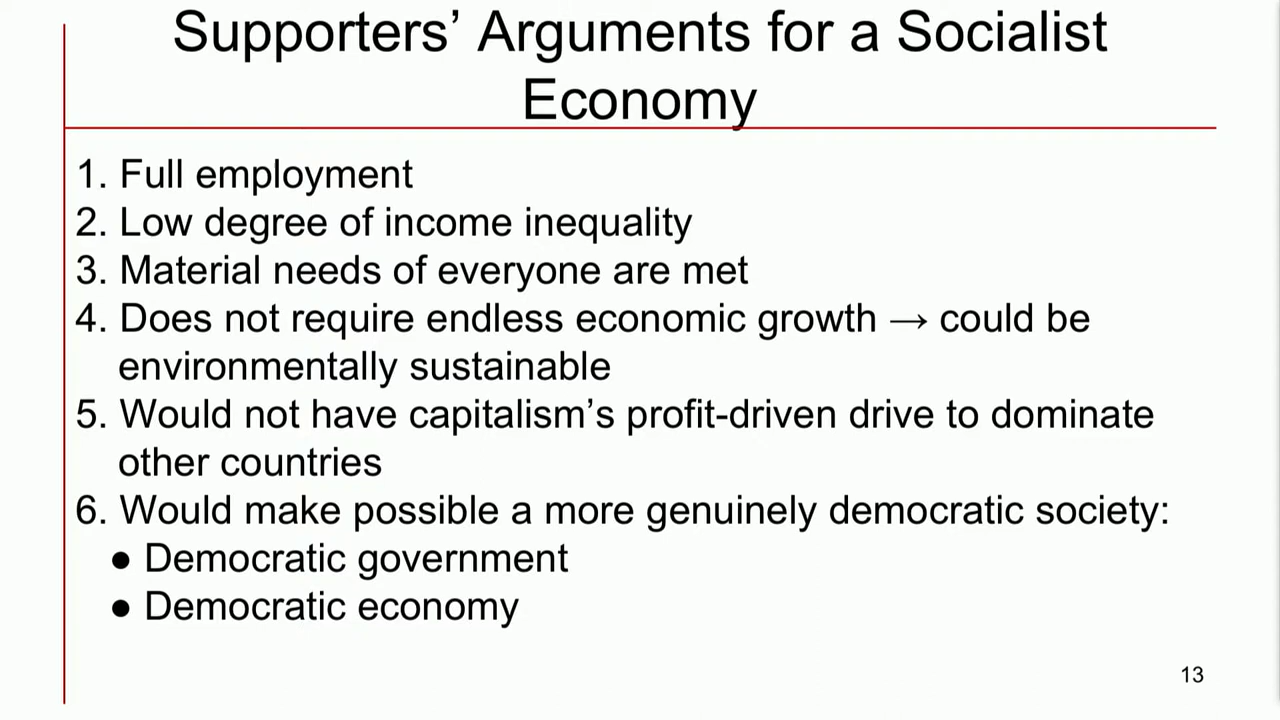 Supporters’ Arguments for a Socialist
Economy
1. Full employment
2. Low degree of income inequality
3. Material needs of everyone are met
4. Does not require endless economic growth → could be
environmentally sustainable
5. Would not have capitalism’s profit-driven drive to dominate
other countries
6. Would make possible a more genuinely democratic society:
● Democratic government
● Democratic economy
13